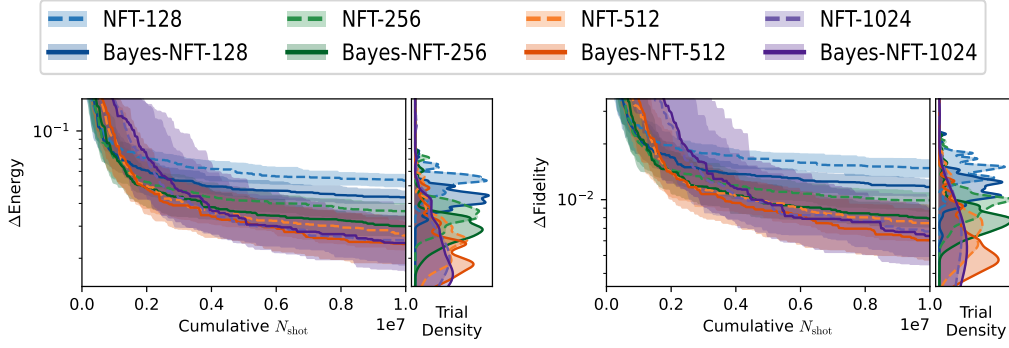 NFT-128 NFT-256 NFT-512 NFT-1024
Bayes-NFT-128 Bayes-NFT-256 Bayes-NFT-512 Bayes-NFT-1024
ΔEnergy
10⁻¹
0.0 0.2 0.4 0.6 0.8 1.0
1e7
Cumulative N_shot
Trial
Density
ΔFidelity
10⁻²
0.0 0.2 0.4 0.6 0.8 1.0
1e7
Cumulative N_shot
Trial
Density